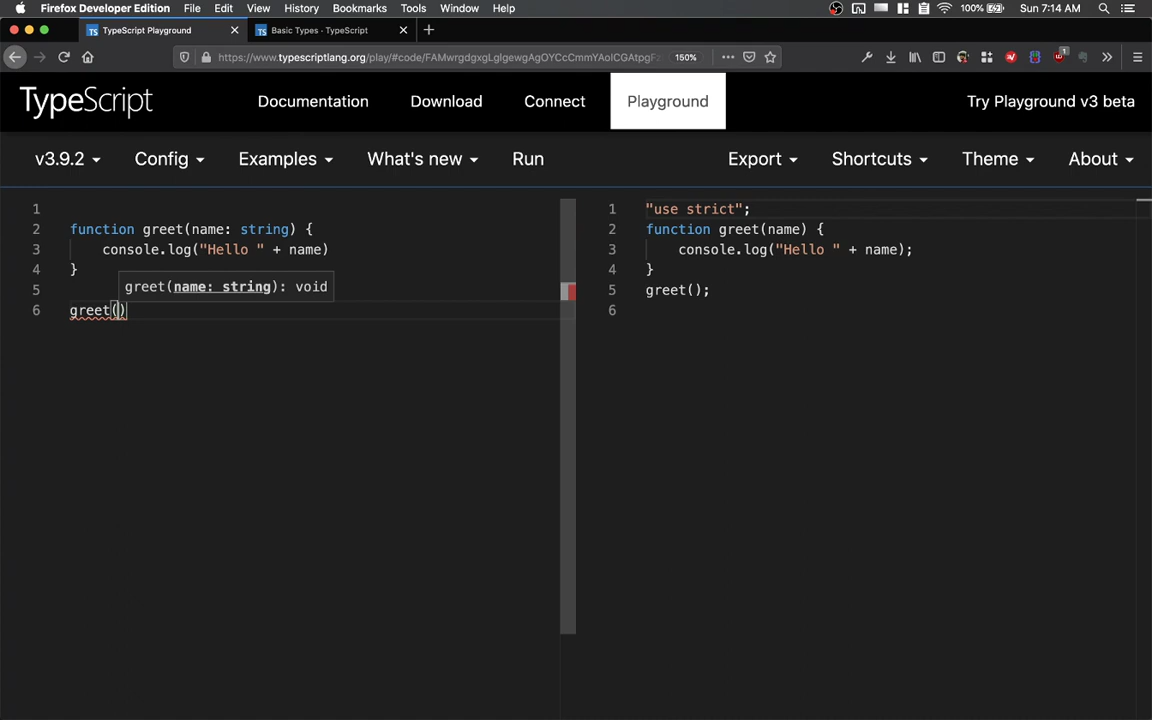 Firefox Developer Edition File Edit View History Bookmarks Tools Window Help 100% Sun 7:14 AM
TS TypeScript Playground TS Basic Types - TypeScript
150% 1
TypeScript Documentation Download Connect Playground Try Playground v3 beta
v3.9.2 Config Examples What's new Run Export Shortcuts Theme About
1
2 function greet(name: string) {
3 console.log("Hello " + name)
4 }
greet(name: string): void
5
6 greet()
1 "use strict";
2 function greet(name) {
3 console.log("Hello " + name);
4 }
5 greet();
6